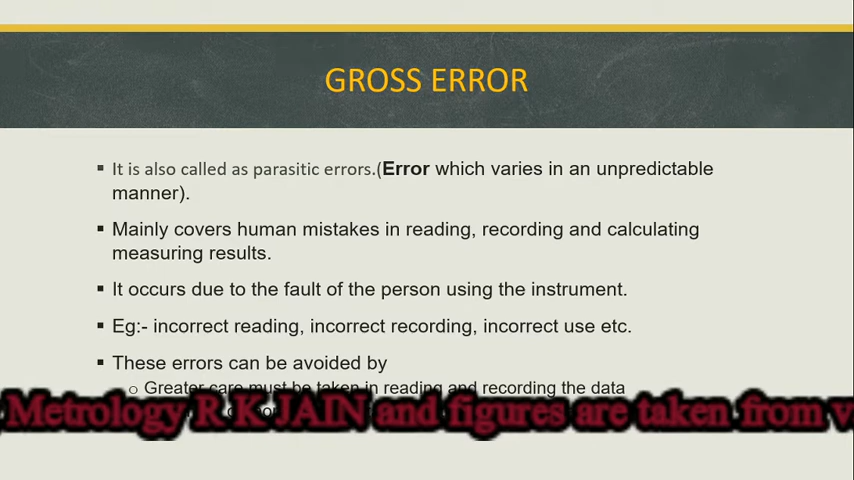 GROSS ERROR
▪ It is also called as parasitic errors.(Error which varies in an unpredictable
manner).
▪ Mainly covers human mistakes in reading, recording and calculating
measuring results.
▪ It occurs due to the fault of the person using the instrument.
▪ Eg:- incorrect reading, incorrect recording, incorrect use etc.
▪ These errors can be avoided by
o Greater care must be taken in reading and recording the data
Metrology R K JAIN and figures are taken from